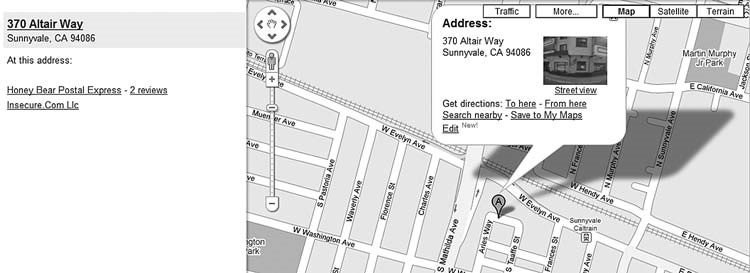 370 Altair Way
Sunnyvale, CA 94086
At this address:
Honey Bear Postal Express - 2 reviews
Insecure.Com Llc
Traffic
More...
Map
Satellite
Terrain
Address:
370 Altair Way
Sunnyvale, CA 94086
Street view
Get directions: To here - From here
Search nearby - Save to My Maps
Edit New!
N Murphy Ave
Martin Murphy
Jr Park
E California Ave
N Sunnyvale Ave
N Murphy Ave
W Evelyn Ave
S Pastoria Ave
Waverly Ave
Florence St
Charles Ave
W Washington Ave
S Mathilda Ave
A
Aries Way
S Taaffe St
Frances St
W Evelyn Ave
W Hendy Ave
Sunnyvale
Caltrain
E Hendy Ave
ngton
Park